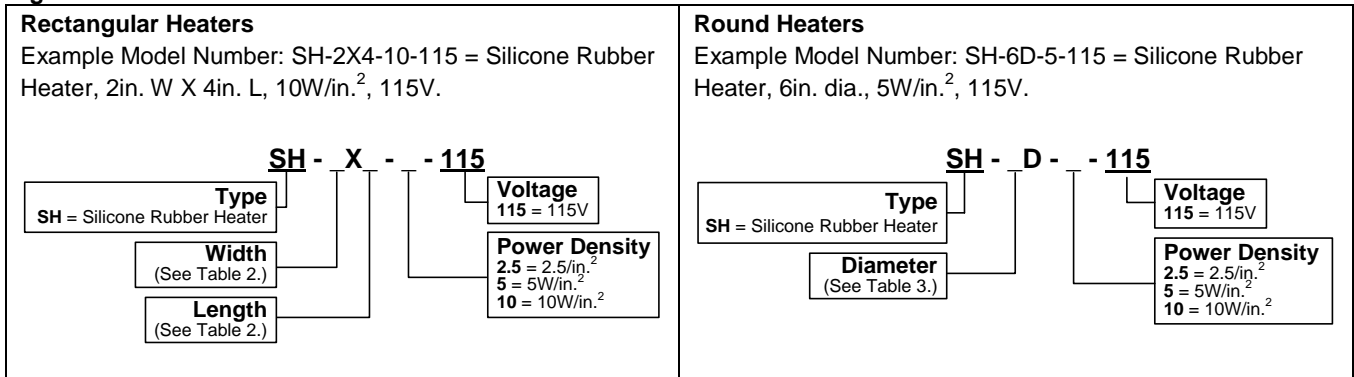 Rectangular Heaters
Example Model Number: SH-2X4-10-115 = Silicone Rubber
Heater, 2in. W X 4in. L, 10W/in.², 115V.
SH - _X_ - _ - 115
Type
SH = Silicone Rubber Heater
Width
(See Table 2.)
Length
(See Table 2.)
Voltage
115 = 115V
Power Density
2.5 = 2.5/in.²
5 = 5W/in.²
10 = 10W/in.²
Round Heaters
Example Model Number: SH-6D-5-115 = Silicone Rubber
Heater, 6in. dia., 5W/in.², 115V.
SH - _D - _ - 115
Type
SH = Silicone Rubber Heater
Diameter
(See Table 3.)
Voltage
115 = 115V
Power Density
2.5 = 2.5/in.²
5 = 5W/in.²
10 = 10W/in.²